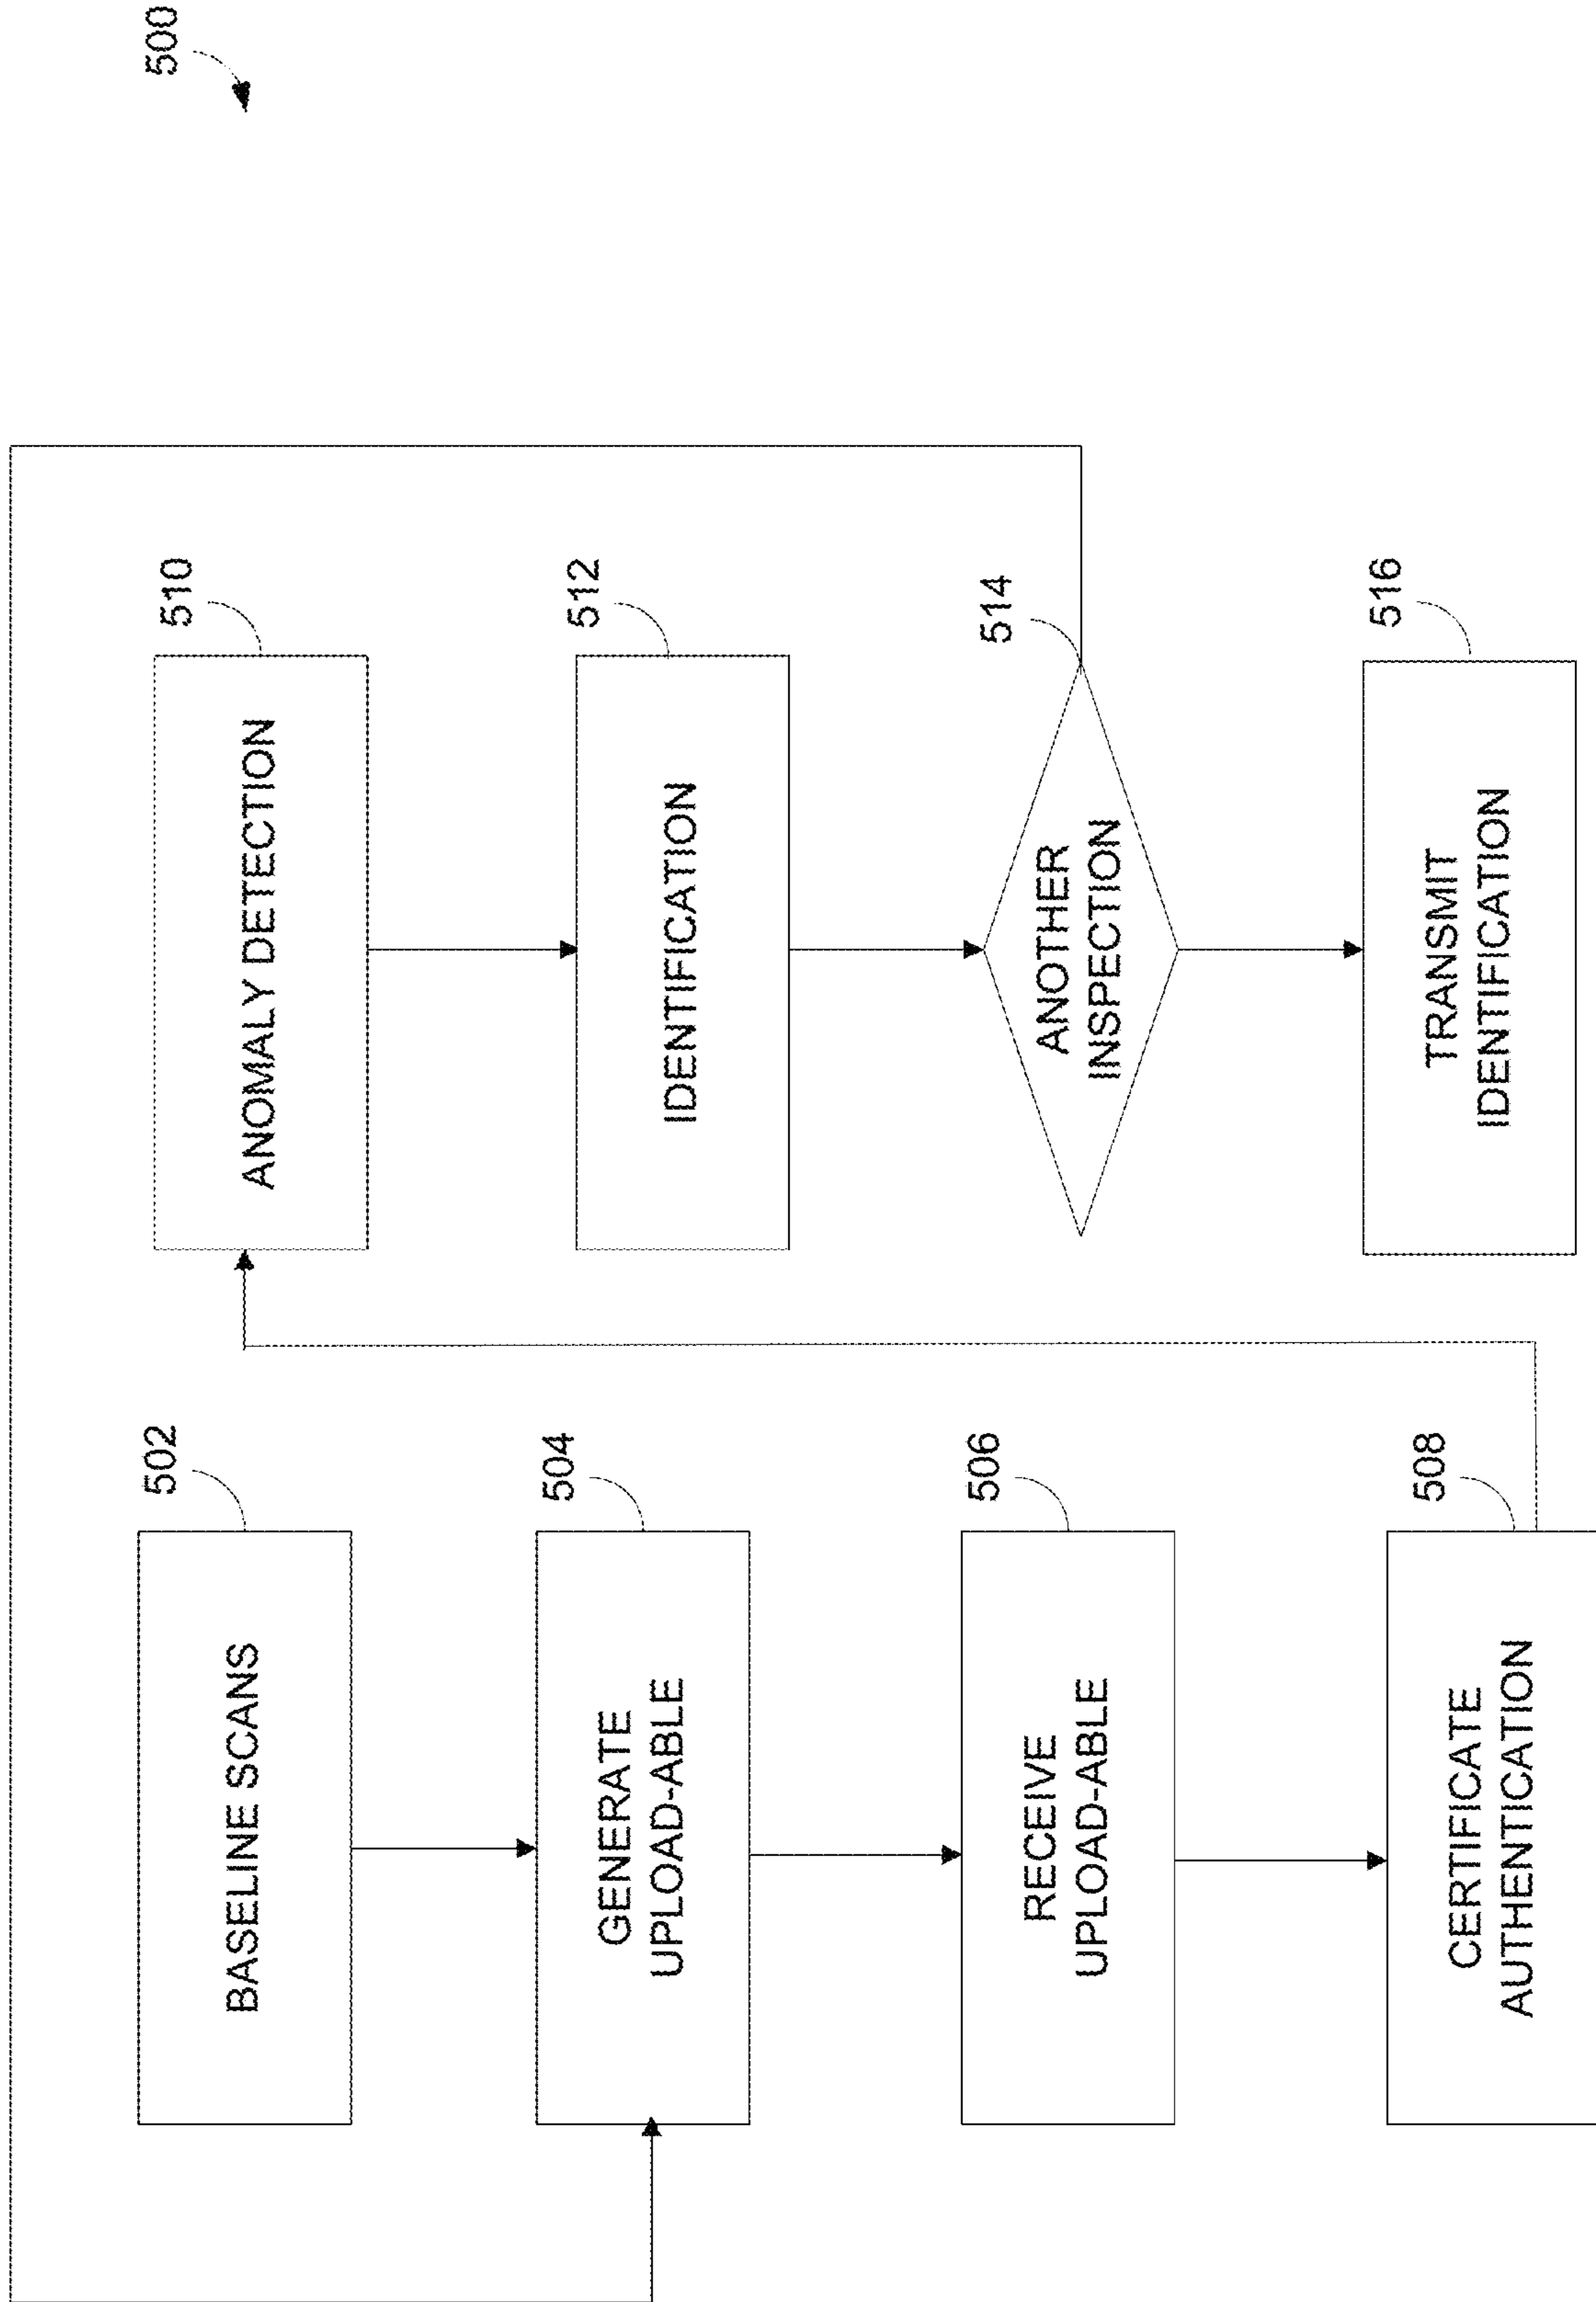 500
502
BASELINE SCANS
504
GENERATE
UPLOAD-ABLE
506
RECEIVE
UPLOAD-ABLE
508
CERTIFICATE
AUTHENTICATION
510
ANOMALY DETECTION
512
IDENTIFICATION
514
ANOTHER
INSPECTION
516
TRANSMIT
IDENTIFICATION